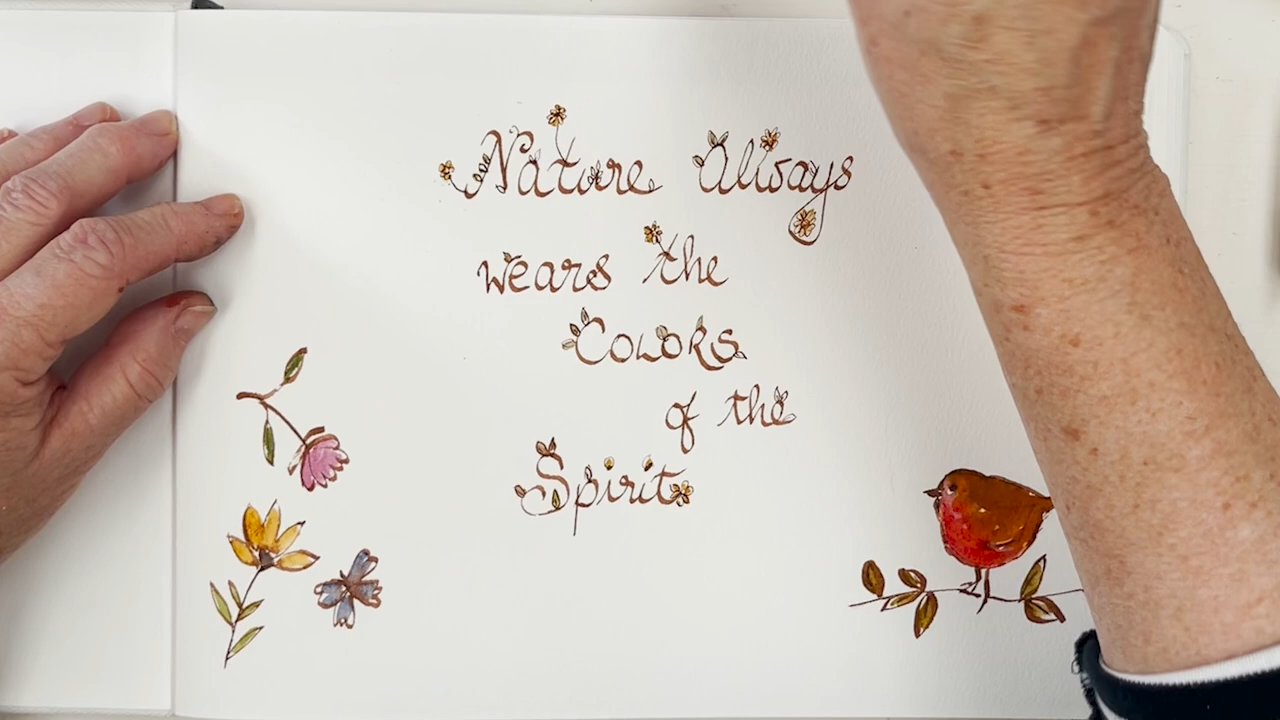 Nature Always
wears the
Colors
of the
Spirit